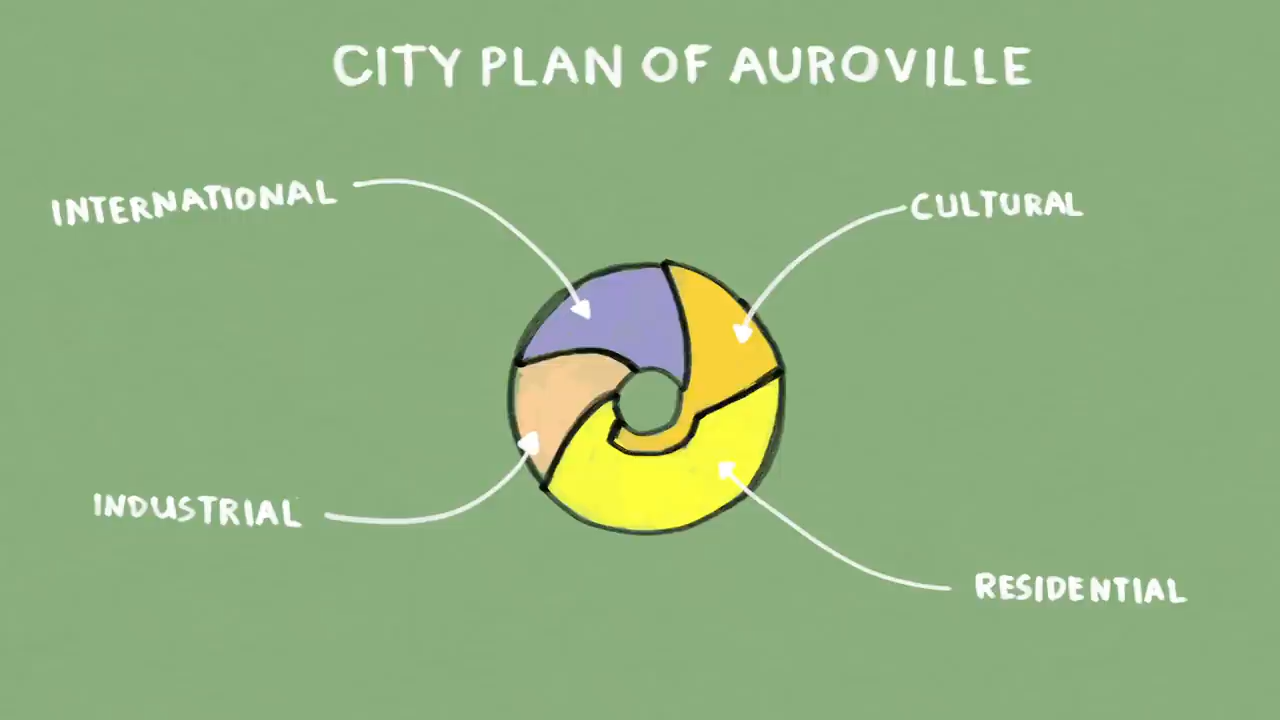 CITY PLAN OF AUROVILLE
INTERNATIONAL
CULTURAL
INDUSTRIAL
RESIDENTIAL